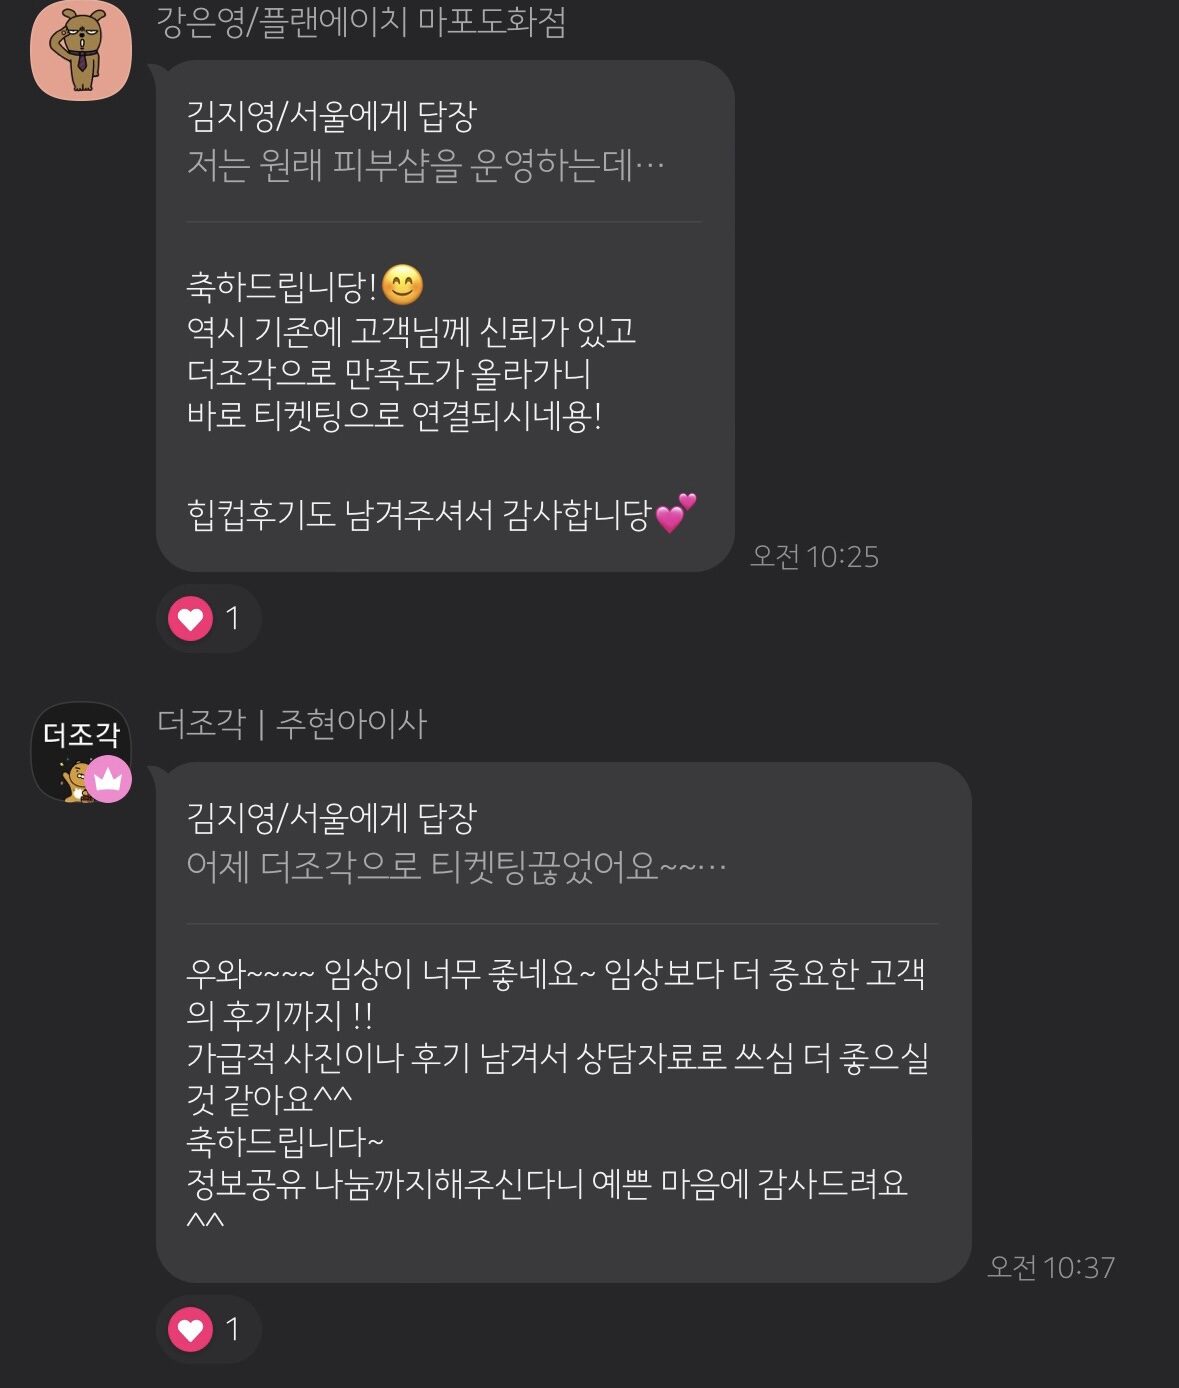 강은영/플랜에이치 마포도화점
김지영/서울에게 답장
저는 원래 피부샵을 운영하는데…
축하드립니당!😊
역시 기존에 고객님께 신뢰가 있고
더조각으로 만족도가 올라가니
바로 티켓팅으로 연결되시네용!
힙컵후기도 남겨주셔서 감사합니당💕
오전 10:25
1
더조각
더조각 | 주현아이사
김지영/서울에게 답장
어제 더조각으로 티켓팅끊었어요~~…
우와~~~~ 임상이 너무 좋네요~ 임상보다 더 중요한 고객
의 후기까지 !!
가급적 사진이나 후기 남겨서 상담자료로 쓰심 더 좋으실
것 같아요^^
축하드립니다~
정보공유 나눔까지해주신다니 예쁜 마음에 감사드려요
^^
오전 10:37
1